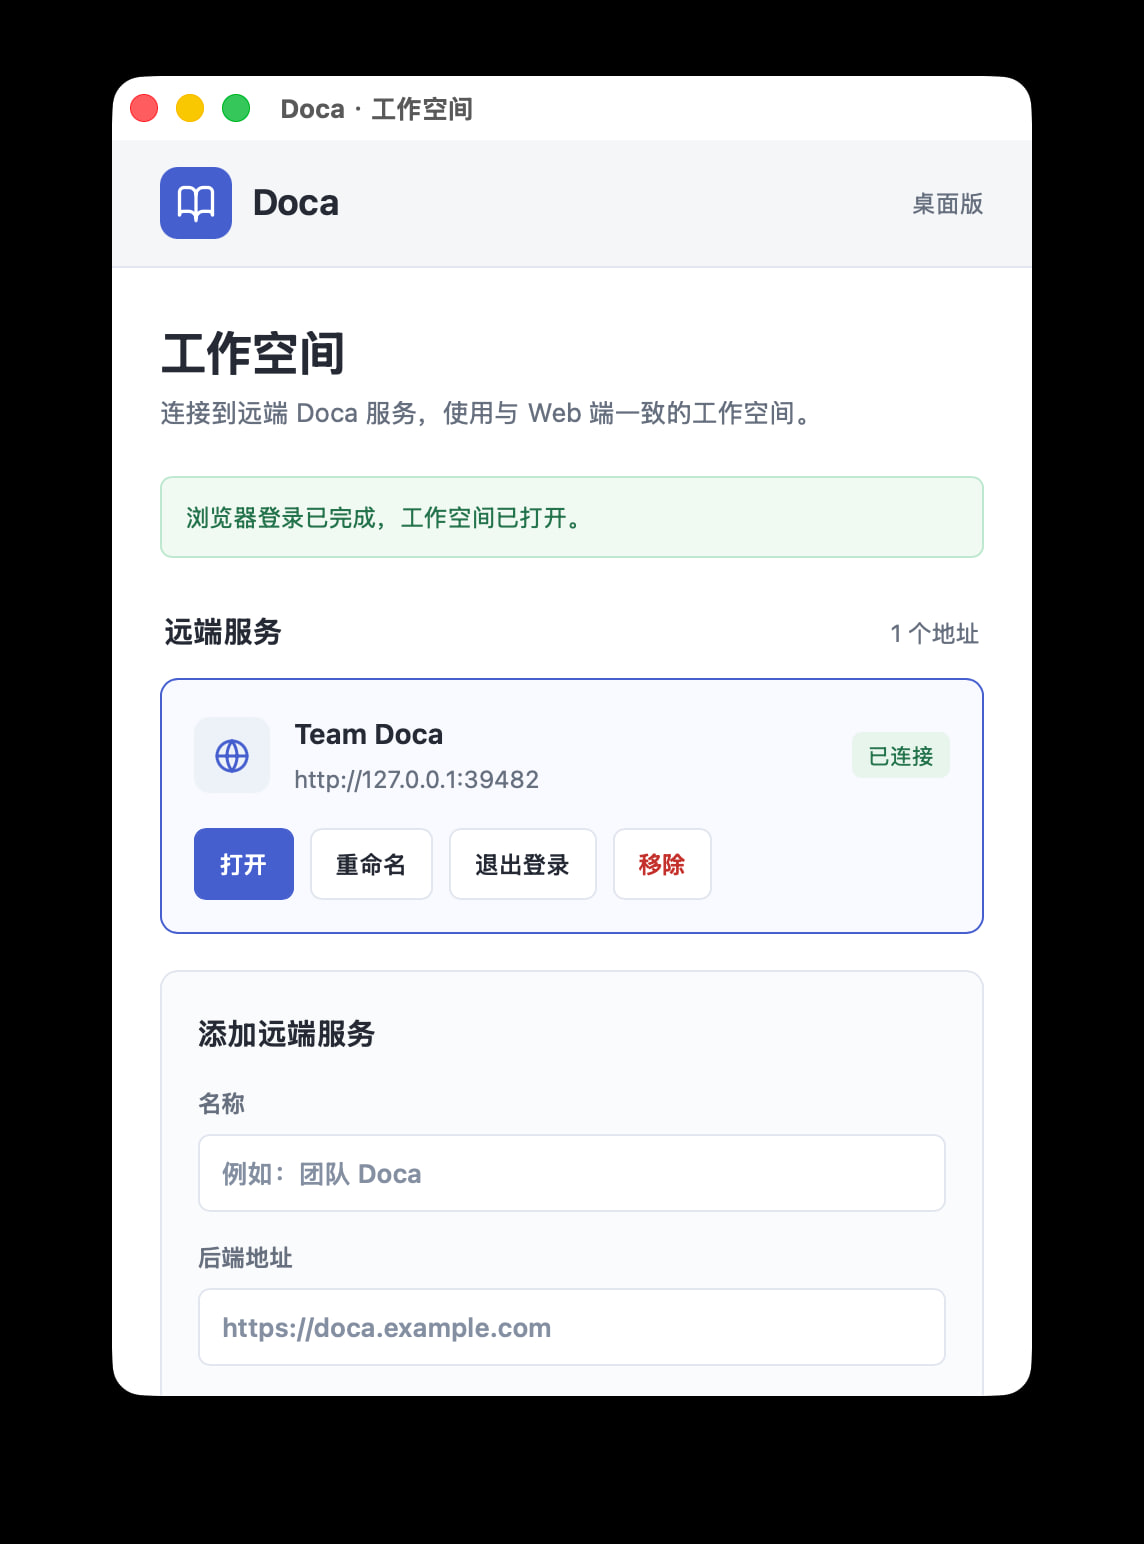 Doca · 工作空间
Doca
桌面版
工作空间
连接到远端 Doca 服务，使用与 Web 端一致的工作空间。
浏览器登录已完成，工作空间已打开。
远端服务
1 个地址
Team Doca
http://127.0.0.1:39482
已连接
打开
重命名
退出登录
移除
添加远端服务
名称
例如：团队 Doca
后端地址
https://doca.example.com